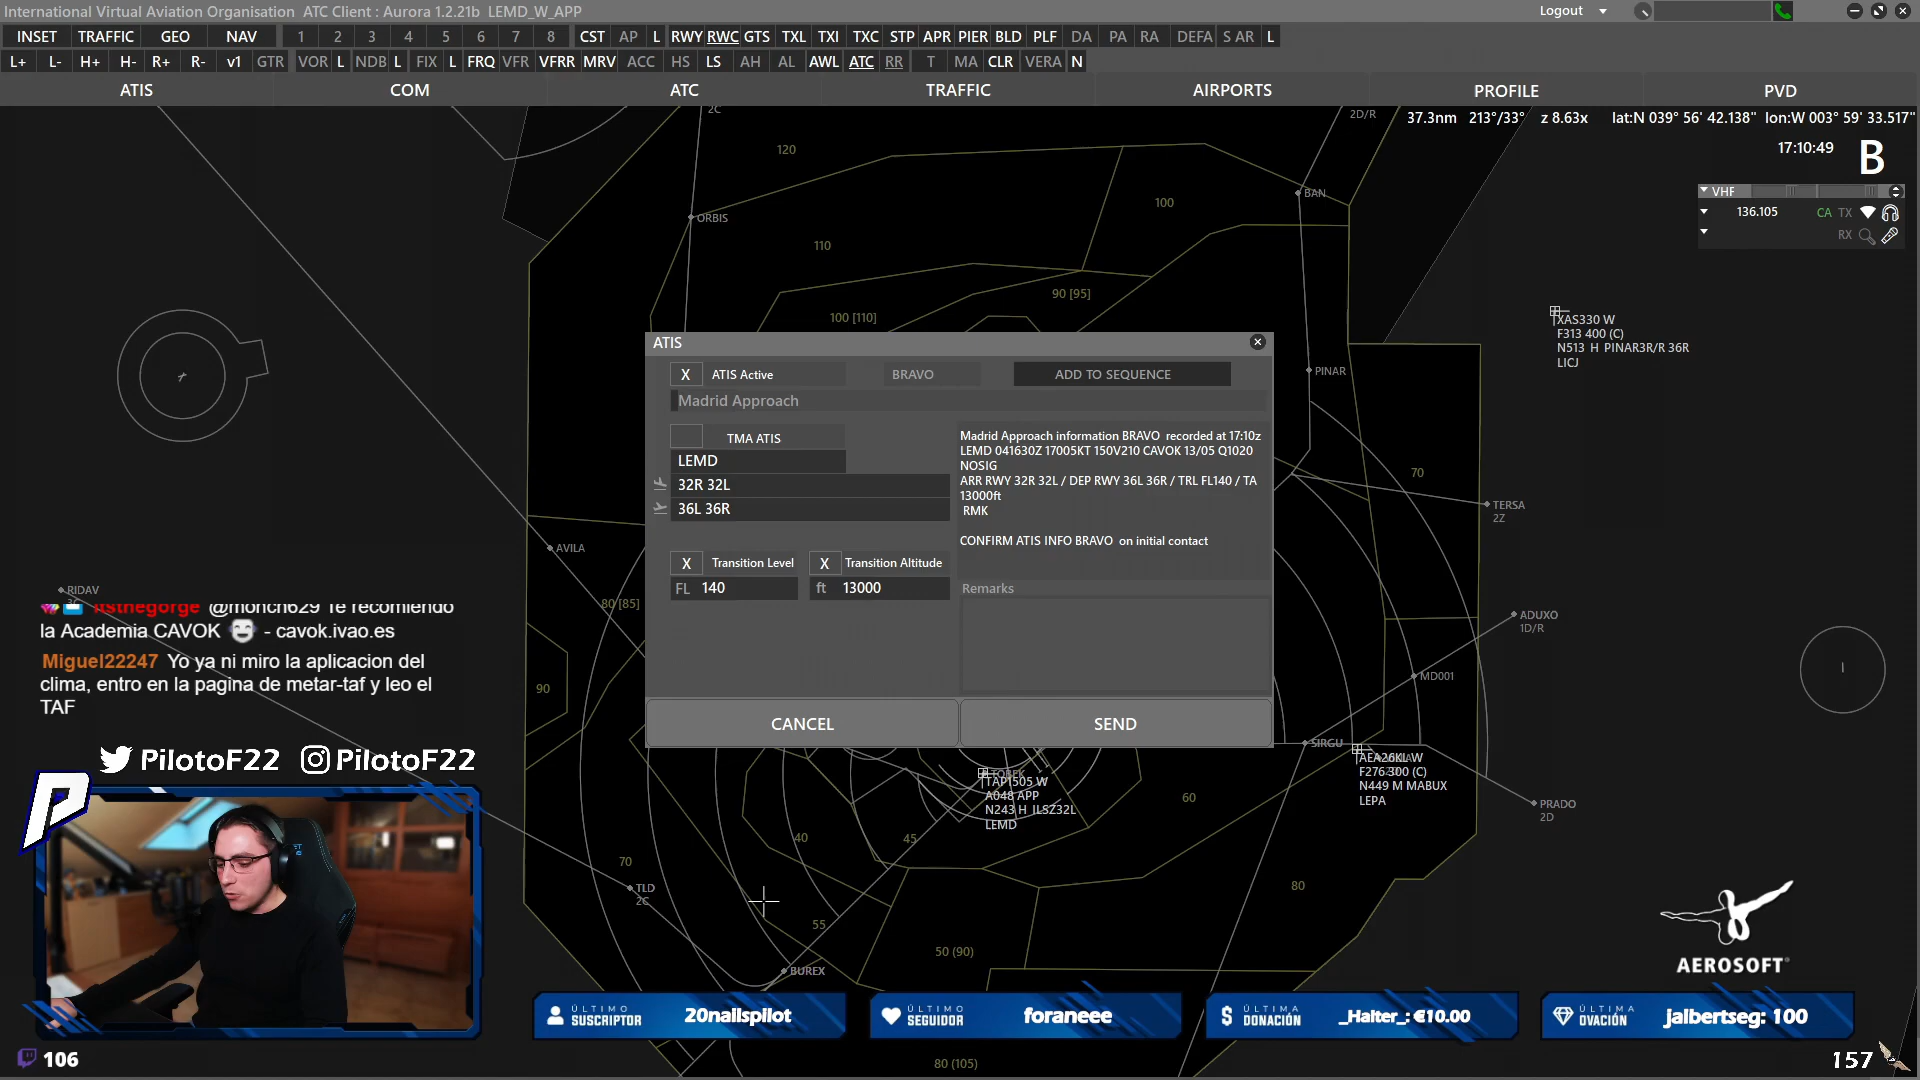 International Virtual Aviation Organisation ATC Client : Aurora 1.2.21b LEMD_W_APP
Logout
INSET TRAFFIC GEO NAV 1 2 3 4 5 6 7 8 CST AP L RWY RWC GTS TXL TXI TXC STP APR PIER BLD PLF DA PA RA DEFA S AR L
L+ L- H+ H- R+ R- v1 GTR VOR L NDB L FIX L FRQ VFR VFRR MRV ACC HS LS AH AL AWL ATC RR T MA CLR VERA N
ATIS COM ATC TRAFFIC AIRPORTS PROFILE PVD
37.3nm 213°/33° z 8.63x lat:N 039° 56' 42.138" lon:W 003° 59' 33.517"
17:10:49 B
VHF
136.105 CA TX
RX
2C
2D/R
120
100
BAN
ORBIS
110
90 [95]
100 [110]
PINAR
70
TERSA
2Z
AVILA
RIDAV
80 [85]
90
ADUXO
1D/R
MD001
SIRGU
PRADO
2D
60
40
45
70
TLD
2C
55
50 (90)
80
BUREX
80 (105)
XAS330 W
F313 400 (C)
N513 H PINAR3R/R 36R
LICJ
F276 300 (C)
N449 M MABUX
LEPA
A048 APP
N243 H ILSZ32L
LEMD
ATIS
X ATIS Active BRAVO ADD TO SEQUENCE
Madrid Approach
TMA ATIS
LEMD
32R 32L
36L 36R
X Transition Level X Transition Altitude
FL 140 ft 13000
Madrid Approach information BRAVO recorded at 17:10z
LEMD 041630Z 17005KT 150V210 CAVOK 13/05 Q1020
NOSIG
ARR RWY 32R 32L / DEP RWY 36L 36R / TRL FL140 / TA
13000ft
RMK
CONFIRM ATIS INFO BRAVO on initial contact
Remarks
CANCEL SEND
itsthegorge @monch629 Te recomiendo
la Academia CAVOK - cavok.ivao.es
Miguel22247 Yo ya ni miro la aplicacion del
clima, entro en la pagina de metar-taf y leo el
TAF
PilotoF22 PilotoF22
AEROSOFT
ÚLTIMO SUSCRIPTOR 20nailspilot
ÚLTIMO SEGUIDOR foraneee
ÚLTIMA DONACIÓN _Halter_: €10.00
ÚLTIMA OVACIÓN jalbertseg: 100
106
157